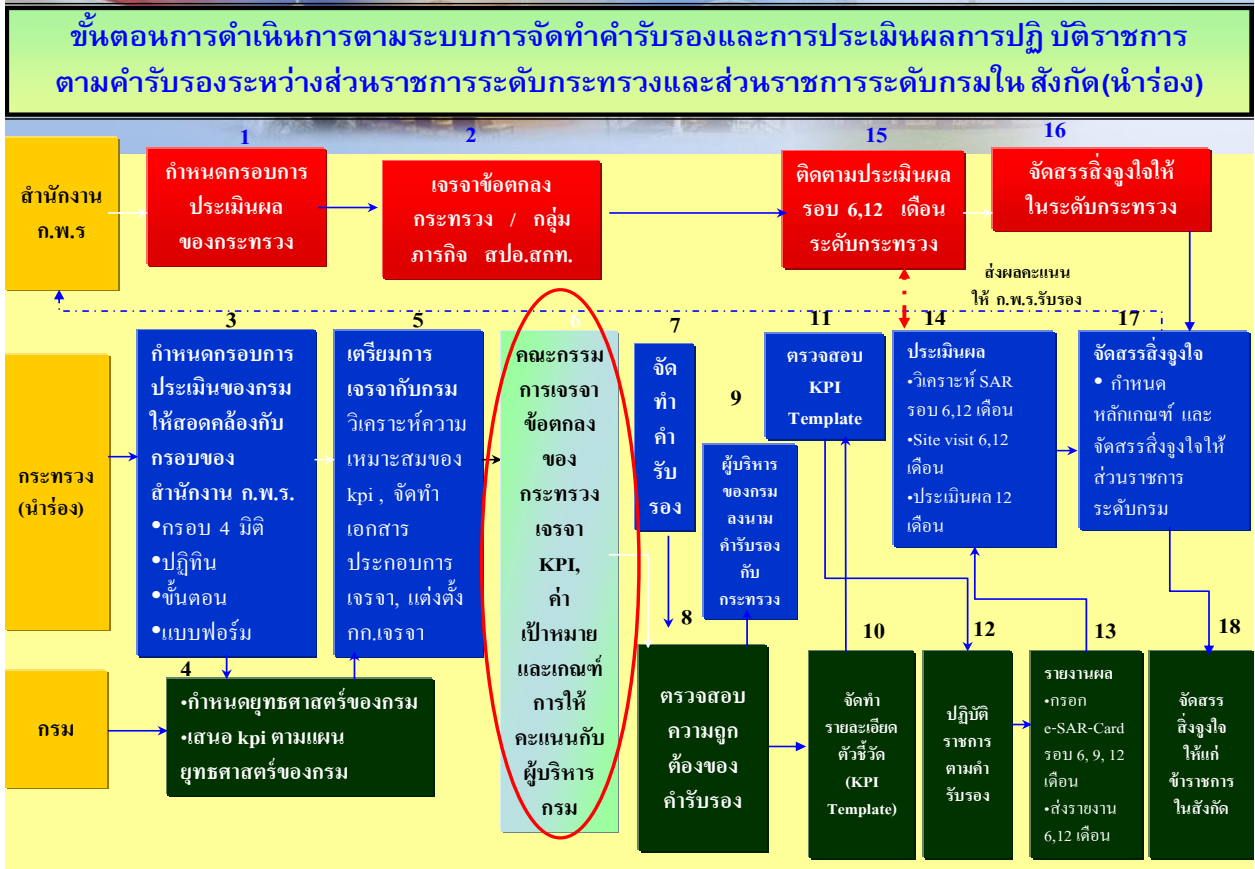 ขั้นตอนการดำเนินการตามระบบการจัดทำคำรับรองและการประเมินผลการปฏิ บัติราชการ
ตามคำรับรองระหว่างส่วนราชการระดับกระทรวงและส่วนราชการระดับกรมใน สังกัด(นำร่อง)
สำนักงาน
ก.พ.ร
1
กำหนดกรอบการ
ประเมินผล
ของกระทรวง
2
เจรจาข้อตกลง
กระทรวง / กลุ่ม
ภารกิจ สปอ.สกท.
15
ติดตามประเมินผล
รอบ 6,12 เดือน
ระดับกระทรวง
16
จัดสรรสิ่งจูงใจให้
ในระดับกระทรวง
ส่งผลคะแนน
ให้ ก.พ.ร.รับรอง
กระทรวง
(นำร่อง)
3
กำหนดกรอบการ
ประเมินของกรม
ให้สอดคล้องกับ
กรอบของ
สำนักงาน ก.พ.ร.
•กรอบ 4 มิติ
•ปฏิทิน
•ขั้นตอน
•แบบฟอร์ม
5
เตรียมการ
เจรจากับกรม
วิเคราะห์ความ
เหมาะสมของ
kpi , จัดทำ
เอกสาร
ประกอบการ
เจรจา, แต่งตั้ง
กก.เจรจา
6
คณะกรรม
การเจรจา
ข้อตกลง
ของ
กระทรวง
เจรจา
KPI,
ค่า
เป้าหมาย
และเกณฑ์
การให้
คะแนนกับ
ผู้บริหาร
กรม
7
จัด
ทำ
คำ
รับ
รอง
9
ผู้บริหาร
ของกรม
ลงนาม
คำรับรอง
กับ
กระทรวง
11
ตรวจสอบ
KPI
Template
14
ประเมินผล
•วิเคราะห์ SAR
รอบ 6,12 เดือน
•Site visit 6,12
เดือน
•ประเมินผล 12
เดือน
17
จัดสรรสิ่งจูงใจ
• กำหนด
หลักเกณฑ์ และ
จัดสรรสิ่งจูงใจให้
ส่วนราชการ
ระดับกรม
กรม
4
•กำหนดยุทธศาสตร์ของกรม
•เสนอ kpi ตามแผน
ยุทธศาสตร์ของกรม
8
ตรวจสอบ
ความถูก
ต้องของ
คำรับรอง
10
จัดทำ
รายละเอียด
ตัวชี้วัด
(KPI
Template)
12
ปฏิบัติ
ราชการ
ตามคำ
รับรอง
13
รายงานผล
•กรอก
e-SAR-Card
รอบ 6, 9, 12
เดือน
•ส่งรายงาน
6,12 เดือน
18
จัดสรร
สิ่งจูงใจ
ให้แก่
ข้าราชการ
ในสังกัด